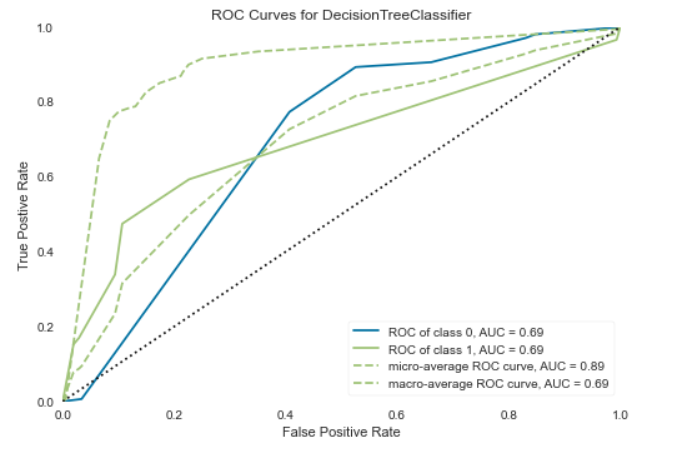 ROC Curves for DecisionTreeClassifier
1.0
0.8
0.6
0.4
0.2
0.0
True Postive Rate
0.0 0.2 0.4 0.6 0.8 1.0
False Positive Rate
ROC of class 0, AUC = 0.69
ROC of class 1, AUC = 0.69
micro-average ROC curve, AUC = 0.89
macro-average ROC curve, AUC = 0.69